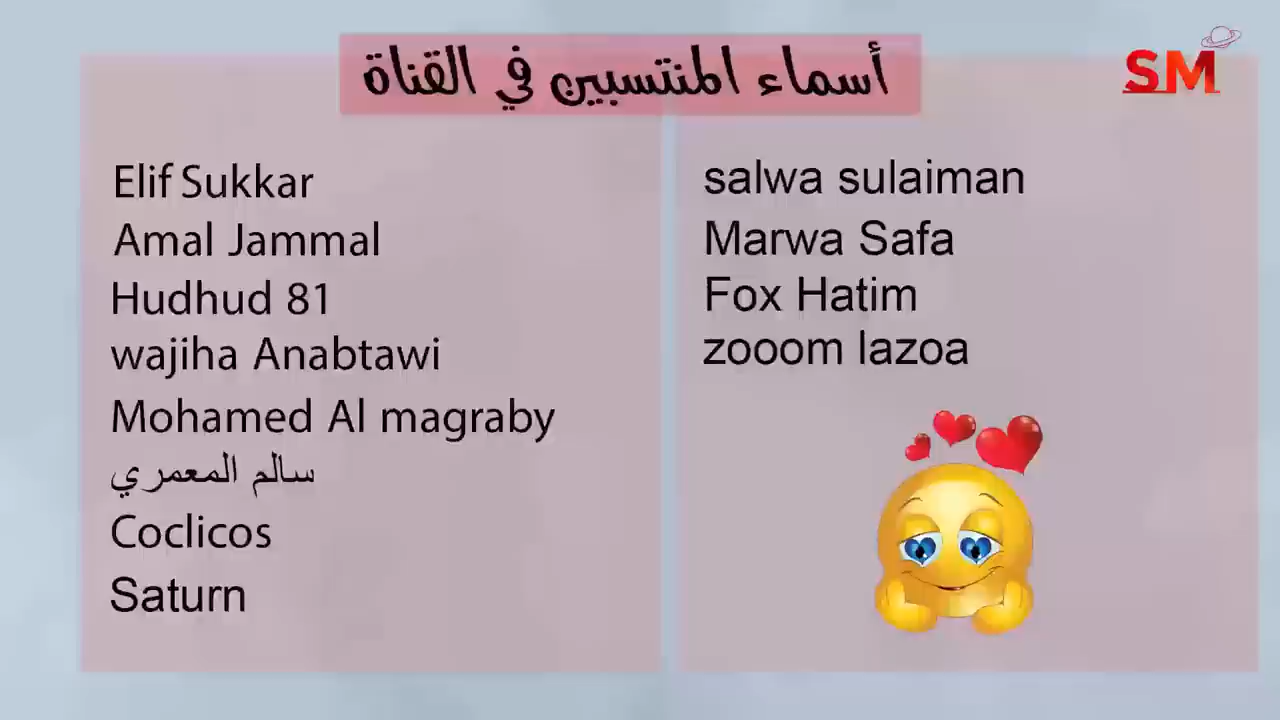 أسماء المنتسبين في القناة
SM
Elif Sukkar
Amal Jammal
Hudhud 81
wajiha Anabtawi
Mohamed Al magraby
سالم المعمري
Coclicos
Saturn
salwa sulaiman
Marwa Safa
Fox Hatim
zooom lazoa